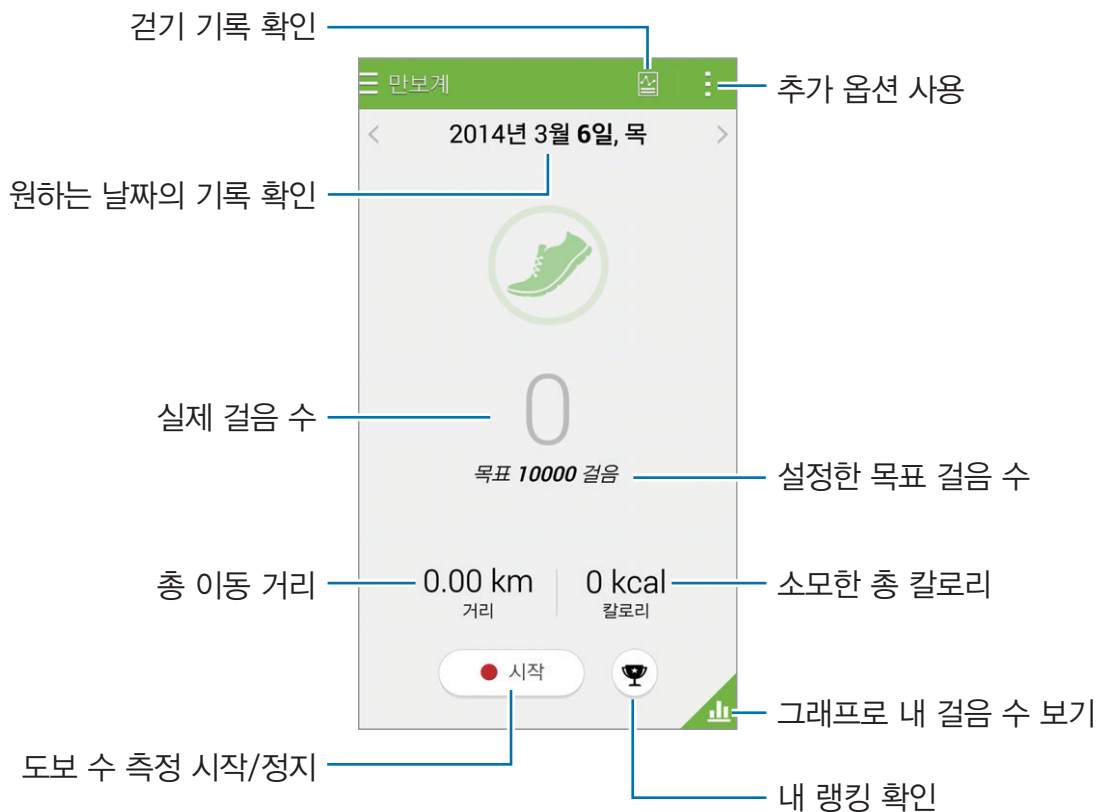 걷기 기록 확인
만보계
추가 옵션 사용
2014년 3월 6일, 목
원하는 날짜의 기록 확인
0
실제 걸음 수
목표 10000 걸음
설정한 목표 걸음 수
총 이동 거리
0.00 km
0 kcal
소모한 총 칼로리
거리
칼로리
시작
그래프로 내 걸음 수 보기
도보 수 측정 시작/정지
내 랭킹 확인